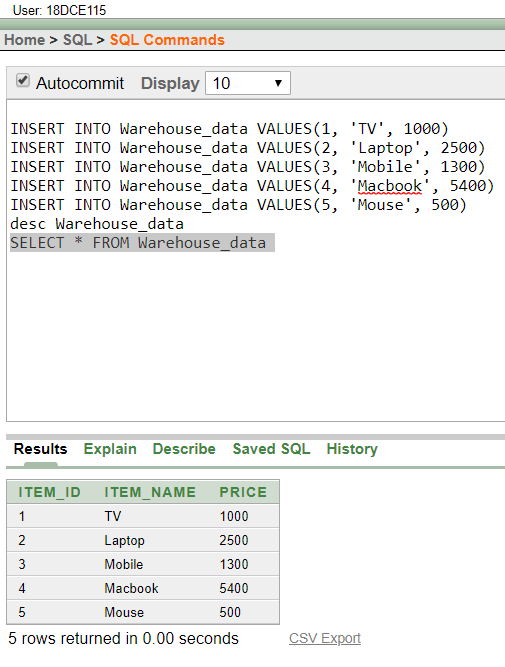 User: 18DCE115
Home > SQL > SQL Commands
Autocommit Display 10
INSERT INTO Warehouse_data VALUES(1, 'TV', 1000)
INSERT INTO Warehouse_data VALUES(2, 'Laptop', 2500)
INSERT INTO Warehouse_data VALUES(3, 'Mobile', 1300)
INSERT INTO Warehouse_data VALUES(4, 'Macbook', 5400)
INSERT INTO Warehouse_data VALUES(5, 'Mouse', 500)
desc Warehouse_data
SELECT * FROM Warehouse_data
Results Explain Describe Saved SQL History
ITEM_ID ITEM_NAME PRICE
1 TV 1000
2 Laptop 2500
3 Mobile 1300
4 Macbook 5400
5 Mouse 500
5 rows returned in 0.00 seconds CSV Export